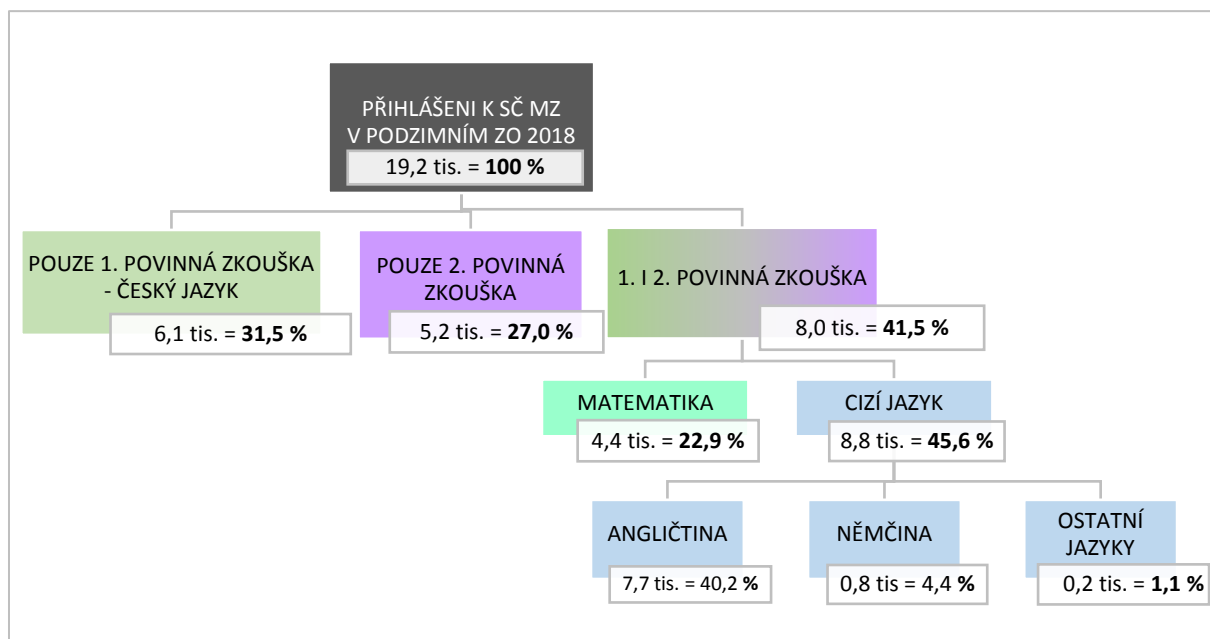 PŘIHLÁŠENI K SČ MZ
V PODZIMNÍM ZO 2018
19,2 tis. = 100 %
POUZE 1. POVINNÁ ZKOUŠKA
- ČESKÝ JAZYK
6,1 tis. = 31,5 %
POUZE 2. POVINNÁ
ZKOUŠKA
5,2 tis. = 27,0 %
1. I 2. POVINNÁ ZKOUŠKA
8,0 tis. = 41,5 %
MATEMATIKA
4,4 tis. = 22,9 %
CIZÍ JAZYK
8,8 tis. = 45,6 %
ANGLIČTINA
7,7 tis. = 40,2 %
NĚMČINA
0,8 tis = 4,4 %
OSTATNÍ
JAZYKY
0,2 tis. = 1,1 %